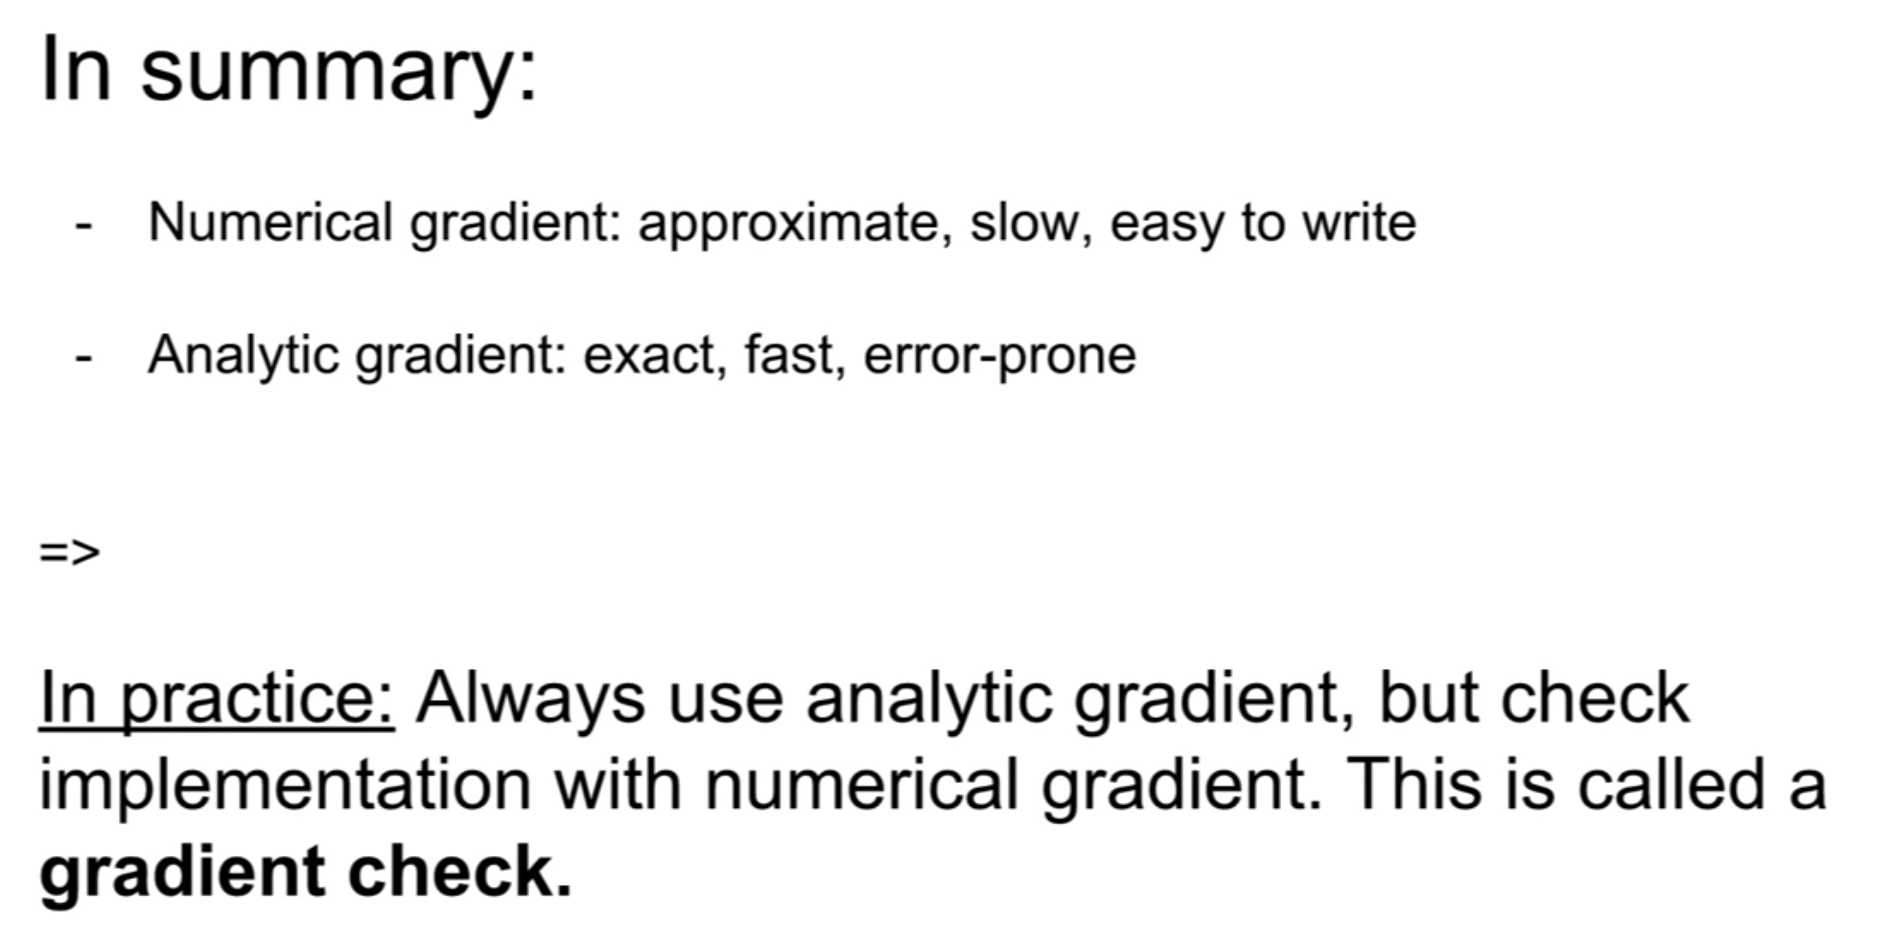 In summary:
- Numerical gradient: approximate, slow, easy to write
- Analytic gradient: exact, fast, error-prone
=>
In practice: Always use analytic gradient, but check
implementation with numerical gradient. This is called a
gradient check.